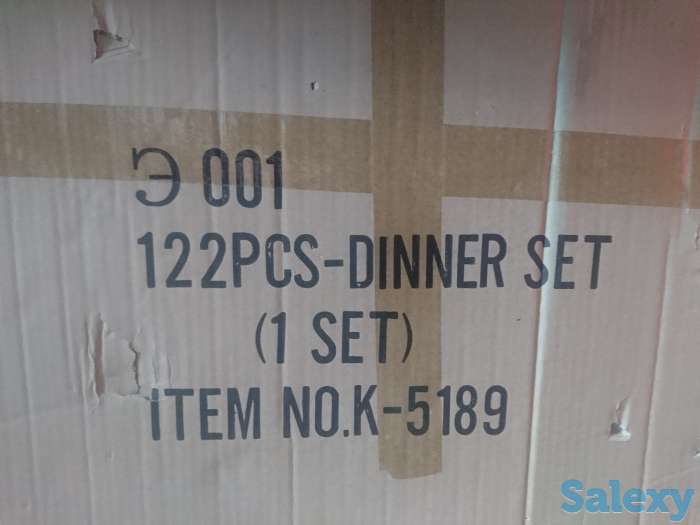 Э 001
122PCS-DINNER SET
(1 SET)
ITEM NO.K-5189
Salexy